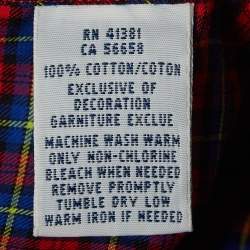 RN 41381
CA 56658
100% COTTON/COTON
EXCLUSIVE OF
DECORATION
GARNITURE EXCLUE
MACHINE WASH WARM
ONLY NON-CHLORINE
BLEACH WHEN NEEDED
REMOVE PROMPTLY
TUMBLE DRY LOW
WARM IRON IF NEEDED